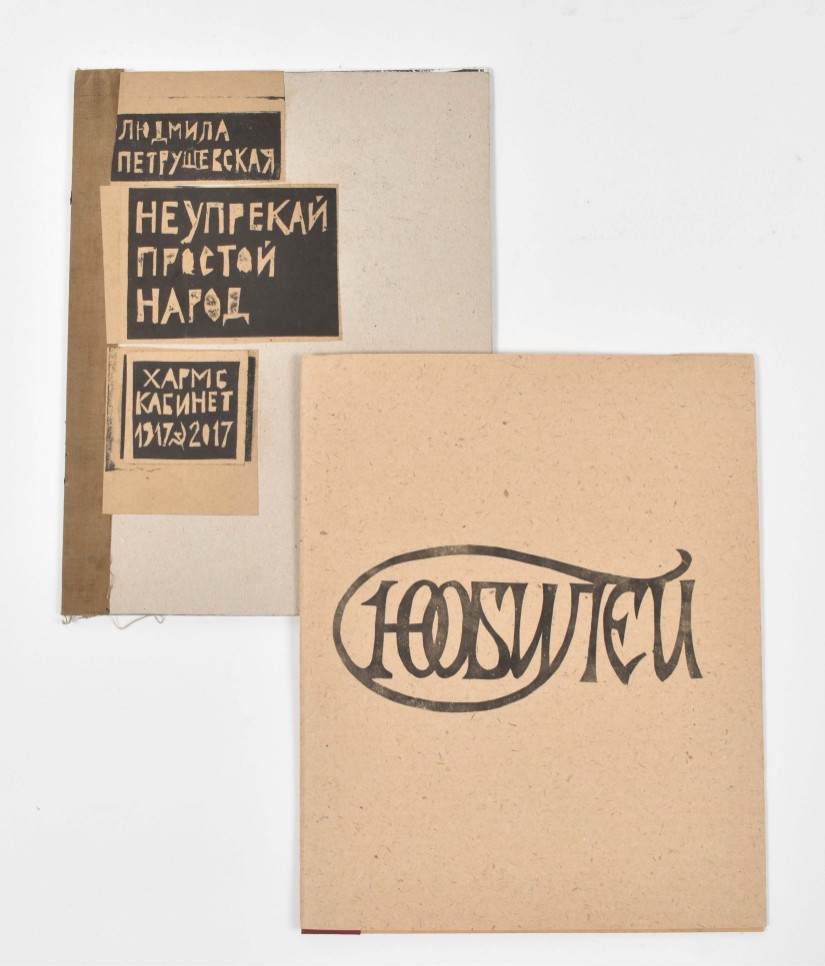 ЛЮДМИЛА
ПЕТРУШЕВСКАЯ
НЕ УПРЕКАЙ
ПРОСТОЙ
НАРОД
ХАРМС
КАБИНЕТ
1917☭2017
ЮБИЛЕЙ